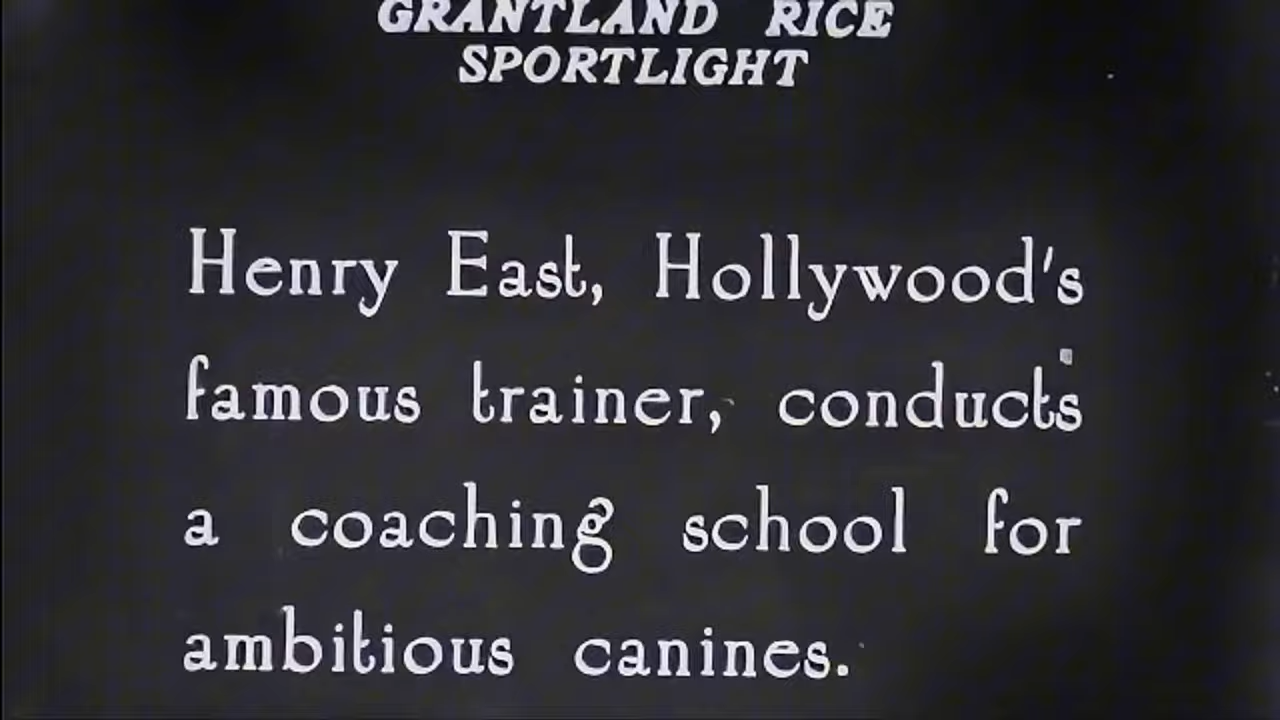 GRANTLAND RICE
SPORTLIGHT
Henry East, Hollywood's
famous trainer, conducts
a coaching school for
ambitious canines.